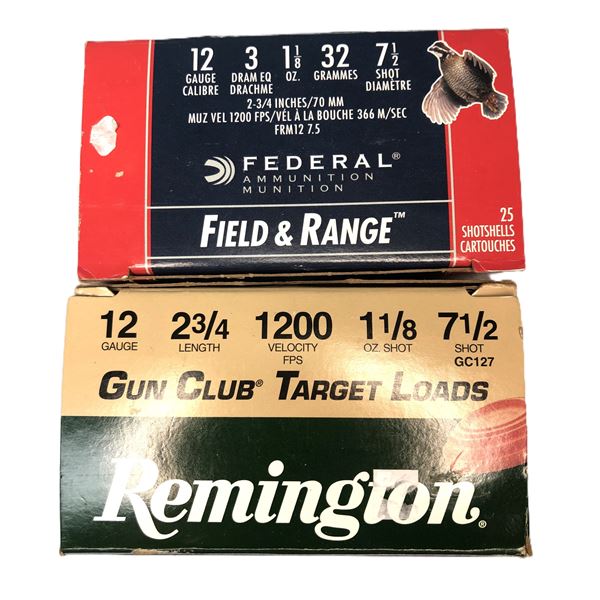 12 3 1 1/8 32 7 1/2
GAUGE DRAM EQ OZ. GRAMMES SHOT
CALIBRE DRACHME DIAMÈTRE
2-3/4 INCHES/70 MM
MUZ VEL 1200 FPS/VÉL À LA BOUCHE 366 M/SEC
FRM12 7.5
FEDERAL®
AMMUNITION
MUNITION
FIELD & RANGE™
25
SHOTSHELLS
CARTOUCHES
12 2 3/4 1200 1 1/8 7 1/2
GAUGE LENGTH VELOCITY OZ. SHOT SHOT
FPS GC127
GUN CLUB® TARGET LOADS
Remington®